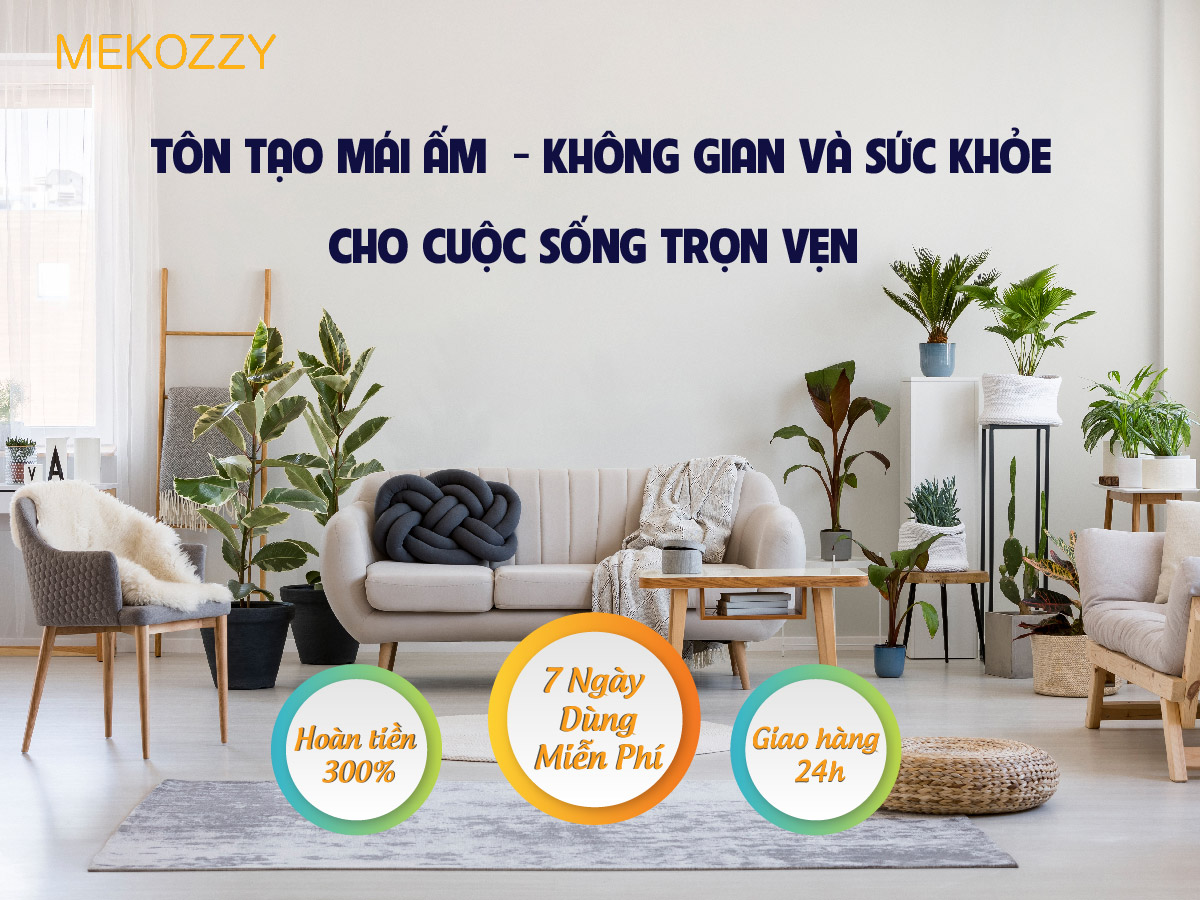 MEKOZZY
TÔN TẠO MÁI ẤM - KHÔNG GIAN VÀ SỨC KHỎE
CHO CUỘC SỐNG TRỌN VẸN
V A
7 Ngày
Dùng
Miễn Phí
Hoàn tiền
300%
Giao hàng
24h